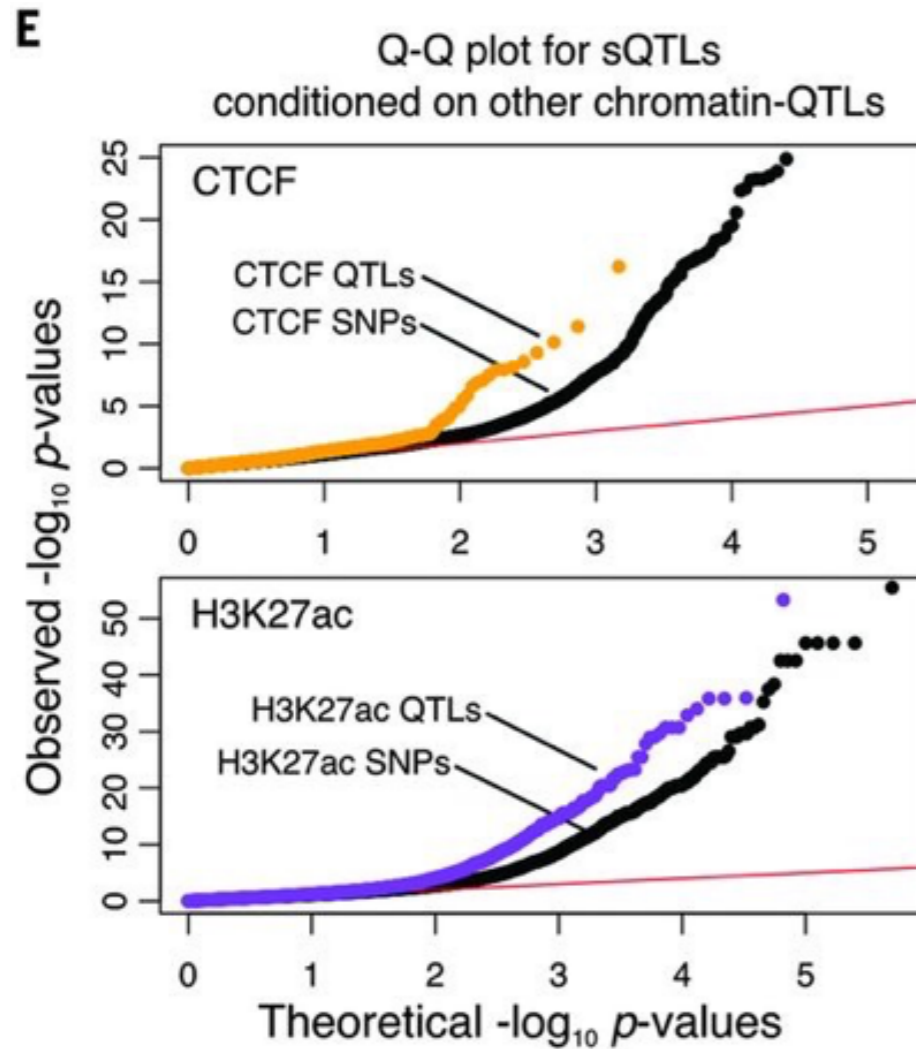 E
Q-Q plot for sQTLs
conditioned on other chromatin-QTLs
25
20
15
10
5
0
CTCF
CTCF QTLs
CTCF SNPs
0 1 2 3 4 5
Observed -log₁₀ p-values
50
40
30
20
10
0
H3K27ac
H3K27ac QTLs
H3K27ac SNPs
0 1 2 3 4 5
Theoretical -log₁₀ p-values